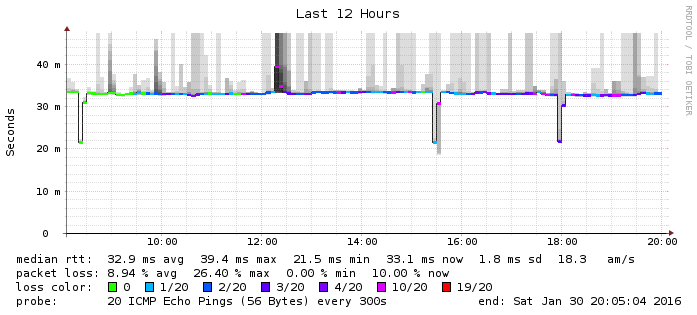 Last 12 Hours
RRDTOOL / TOBI OETIKER
Seconds
40 m
30 m
20 m
10 m
0
10:00 12:00 14:00 16:00 18:00 20:00
median rtt: 32.9 ms avg 39.4 ms max 21.5 ms min 33.1 ms now 1.8 ms sd 18.3 am/s
packet loss: 8.94 % avg 26.40 % max 0.00 % min 10.00 % now
loss color: 0 1/20 2/20 3/20 4/20 10/20 19/20
probe: 20 ICMP Echo Pings (56 Bytes) every 300s end: Sat Jan 30 20:05:04 2016